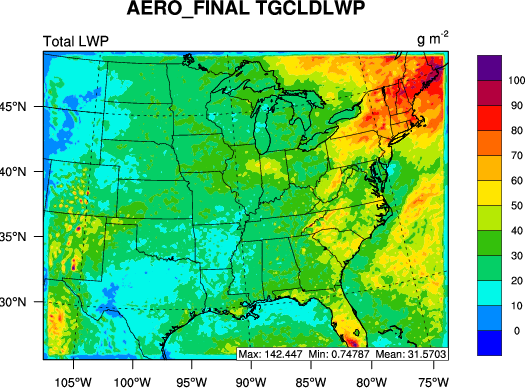 AERO_FINAL TGCLDLWP
Total LWP
g m-2
45°N
40°N
35°N
30°N
105°W
100°W
95°W
90°W
85°W
80°W
75°W
Max: 142.447 Min: 0.74787 Mean: 31.5703
100
90
80
70
60
50
40
30
20
10
0